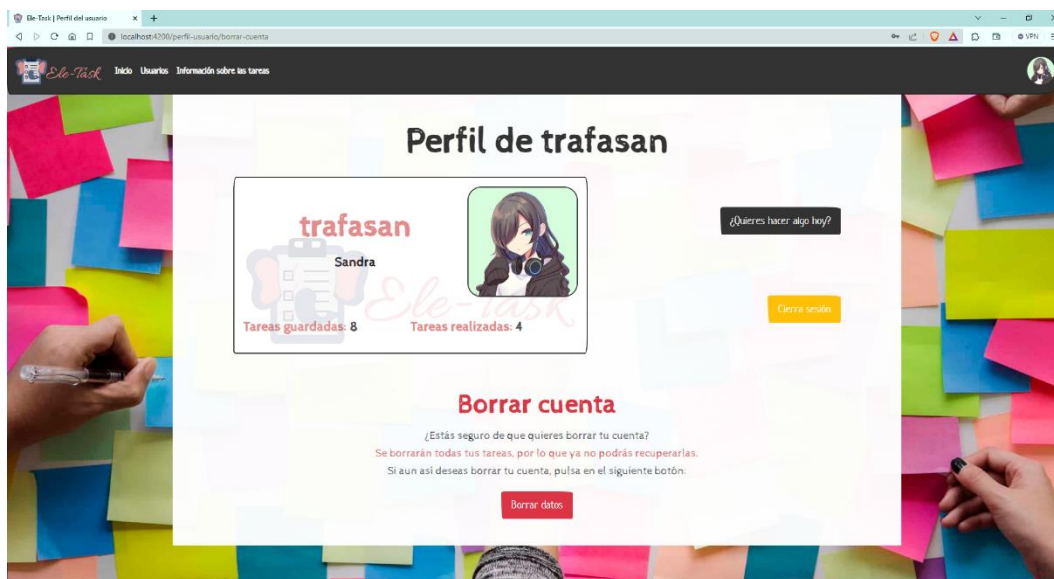 Ele-Task | Perfil del usuario
localhost:4200/perfil-usuario/borrar-cuenta
VPN
Ele-Task Inicio Usuarios Información sobre las tareas
Perfil de trafasan
trafasan
Sandra
Ele-Task
Tareas guardadas: 8 Tareas realizadas: 4
¿Quieres hacer algo hoy?
Cierra sesión
Borrar cuenta
¿Estás seguro de que quieres borrar tu cuenta?
Se borrarán todas tus tareas, por lo que ya no podrás recuperarlas.
Si aun así deseas borrar tu cuenta, pulsa en el siguiente botón:
Borrar datos